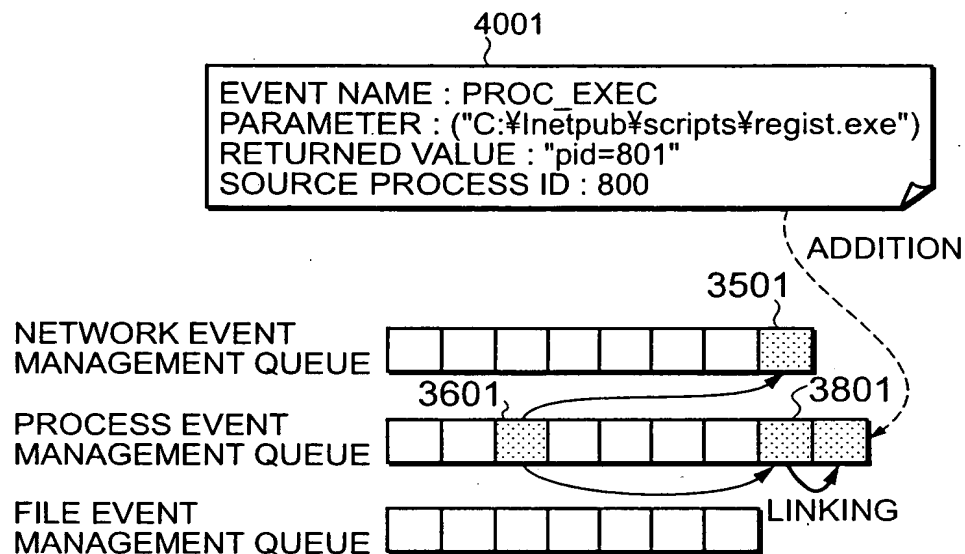 4001
EVENT NAME : PROC_EXEC
PARAMETER : ("C:¥Inetpub¥scripts¥regist.exe")
RETURNED VALUE : "pid=801"
SOURCE PROCESS ID : 800
ADDITION
3501
NETWORK EVENT
MANAGEMENT QUEUE
3601
3801
PROCESS EVENT
MANAGEMENT QUEUE
LINKING
FILE EVENT
MANAGEMENT QUEUE